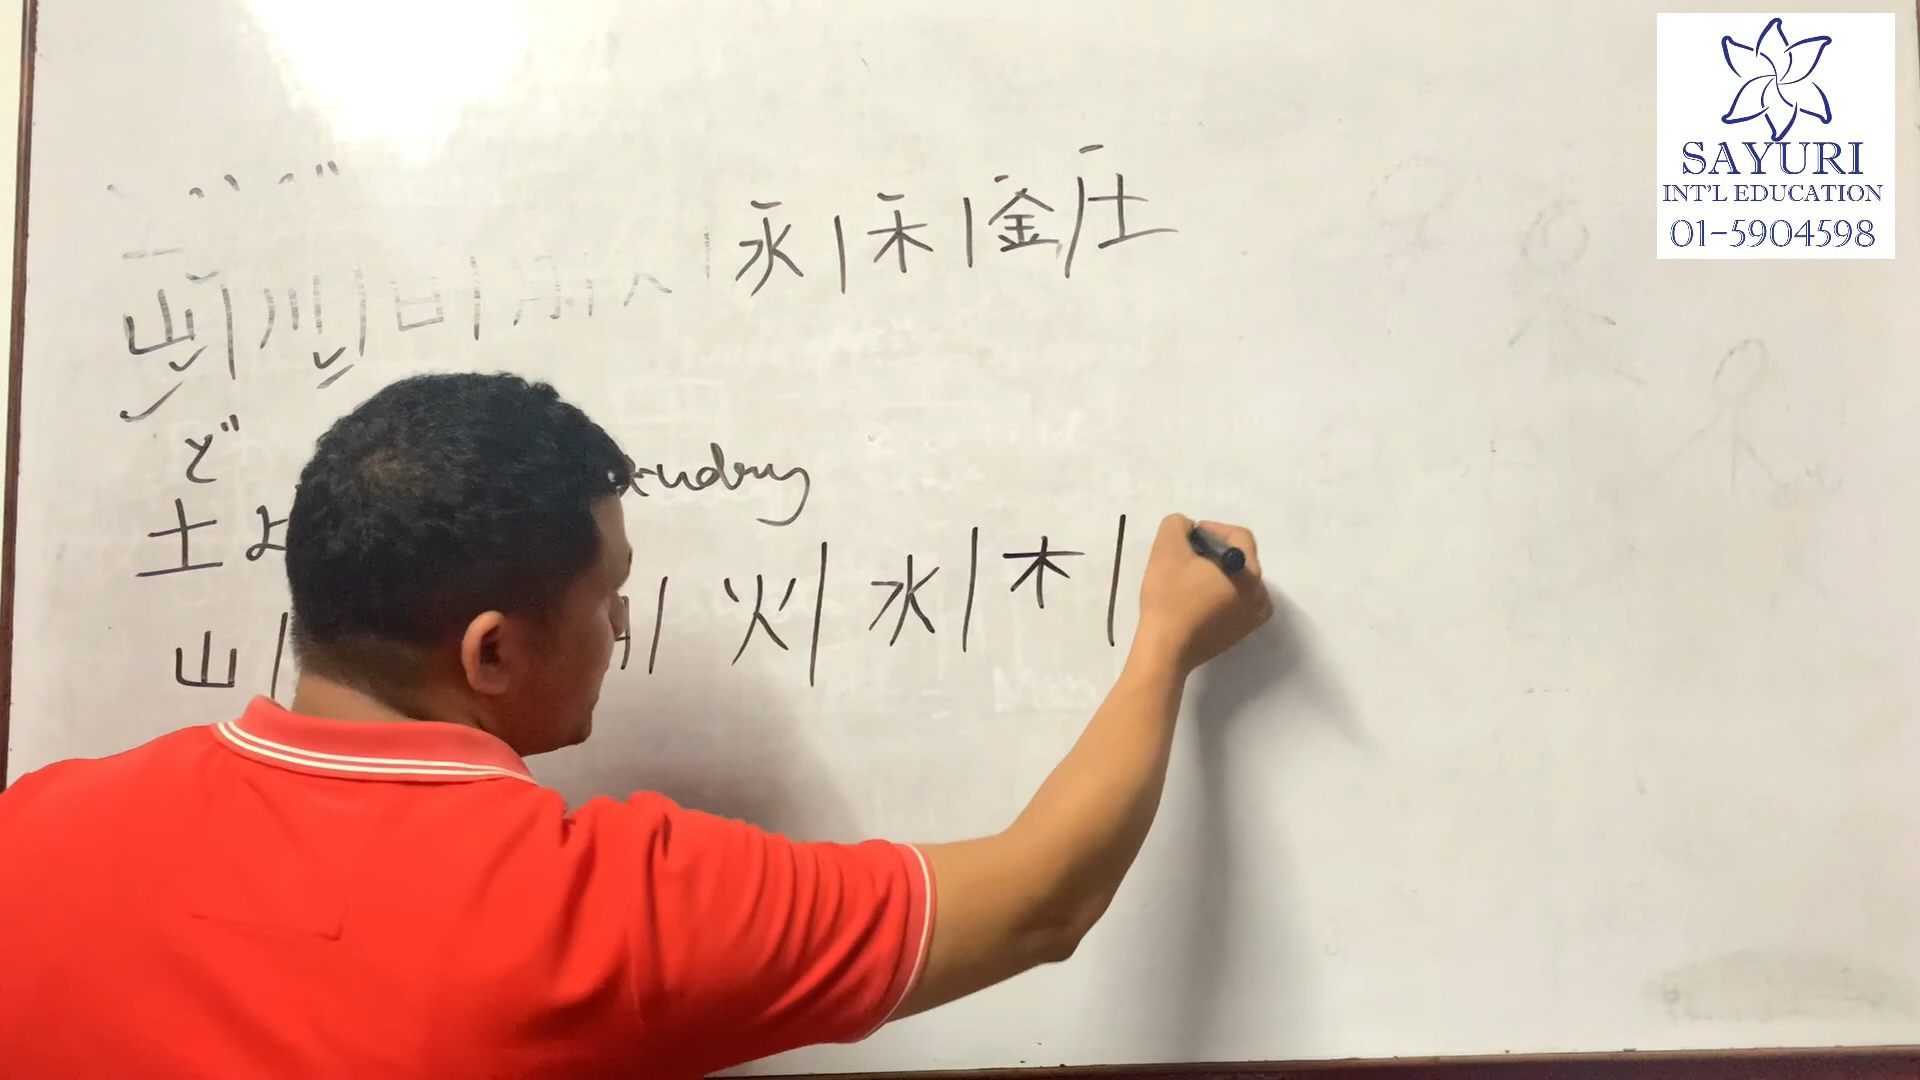 山 | 川 | 日 | 月 | 水 | 木 | 金 | 土
ど
土 よ
山 | | 火 | 水 | 木 |
SAYURI
INT'L EDUCATION
01-5904598